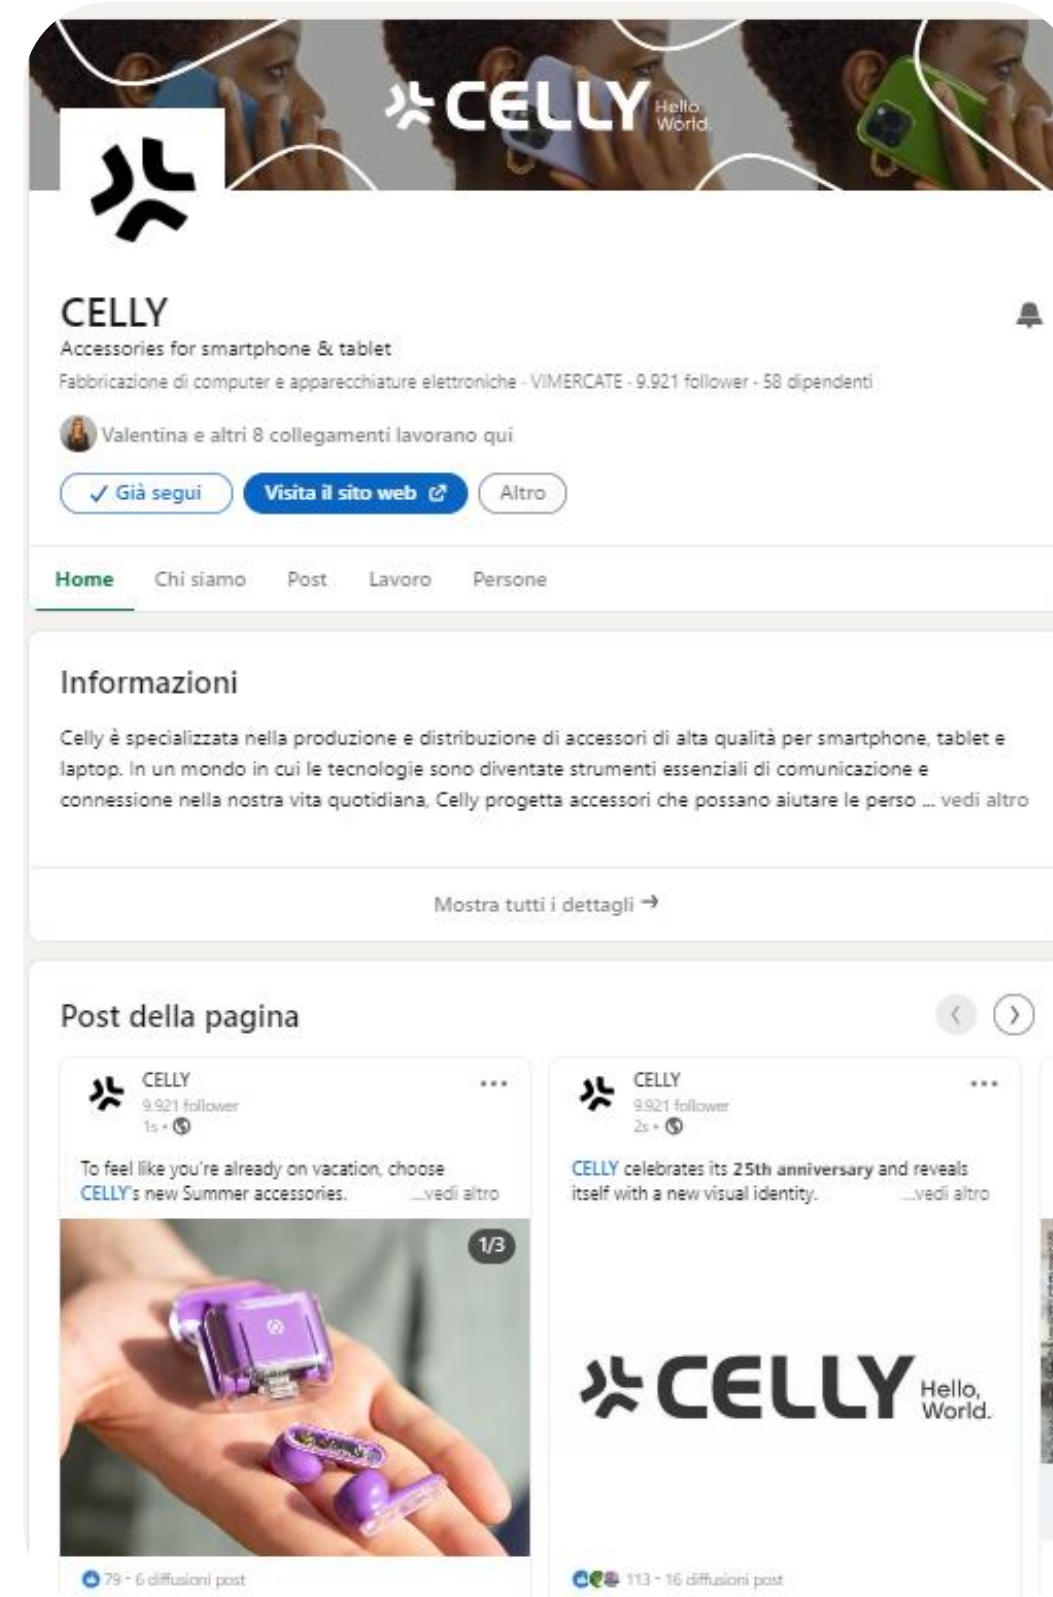 CELLY Hello World.
CELLY
Accessories for smartphone & tablet
Fabbricazione di computer e apparecchiature elettroniche · VIMERCATE · 9.921 follower · 58 dipendenti
Valentina e altri 8 collegamenti lavorano qui
Già segui Visita il sito web Altro
Home Chi siamo Post Lavoro Persone
Informazioni
Celly è specializzata nella produzione e distribuzione di accessori di alta qualità per smartphone, tablet e
laptop. In un mondo in cui le tecnologie sono diventate strumenti essenziali di comunicazione e
connessione nella nostra vita quotidiana, Celly progetta accessori che possano aiutare le perso ... vedi altro
Mostra tutti i dettagli →
Post della pagina
CELLY
9.921 follower
1s •
To feel like you're already on vacation, choose
CELLY's new Summer accessories. ...vedi altro
1/3
79 · 6 diffusioni post
CELLY
9.921 follower
2s •
CELLY celebrates its 25th anniversary and reveals
itself with a new visual identity. ...vedi altro
CELLY Hello, World.
113 · 16 diffusioni post